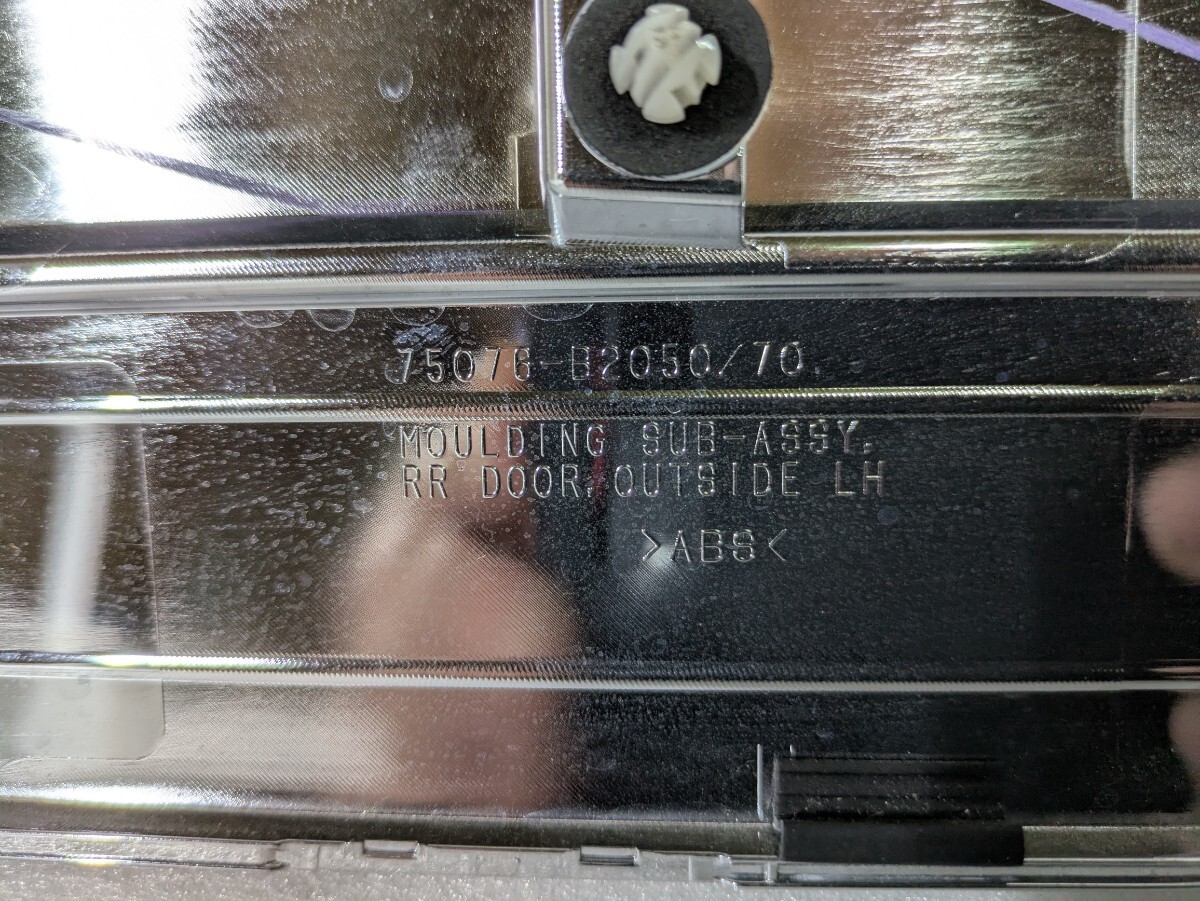 75076-B2050/70
MOULDING SUB-ASSY,
RR DOOR, OUTSIDE LH
>ABS<